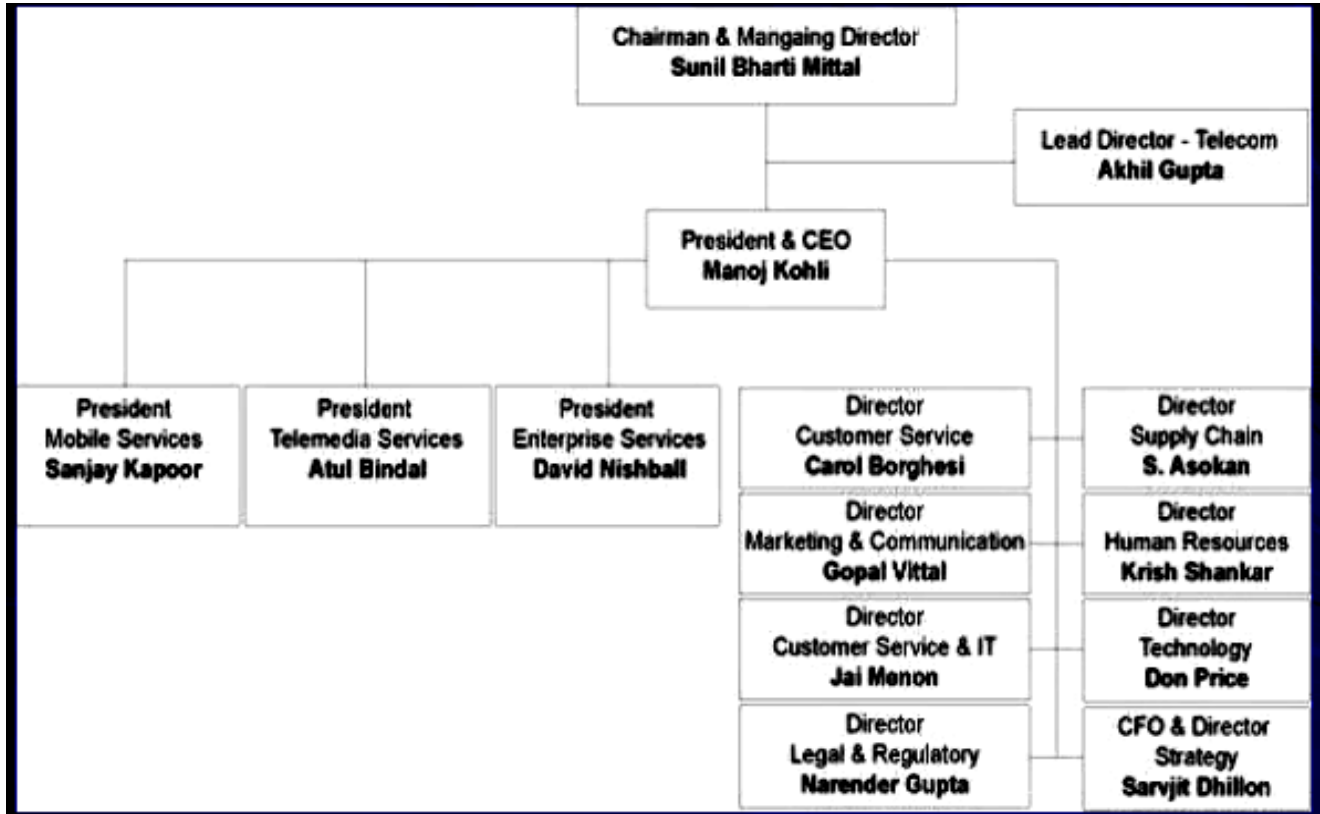 Chairman & Mangaing Director
Sunil Bharti Mittal
Lead Director - Telecom
Akhil Gupta
President & CEO
Manoj Kohli
President
Mobile Services
Sanjay Kapoor
President
Telemedia Services
Atul Bindal
President
Enterprise Services
David Nishball
Director
Customer Service
Carol Borghesi
Director
Supply Chain
S. Asokan
Director
Marketing & Communication
Gopal Vittal
Director
Human Resources
Krish Shankar
Director
Customer Service & IT
Jai Menon
Director
Technology
Don Price
Director
Legal & Regulatory
Narender Gupta
CFO & Director
Strategy
Sarvjit Dhillon